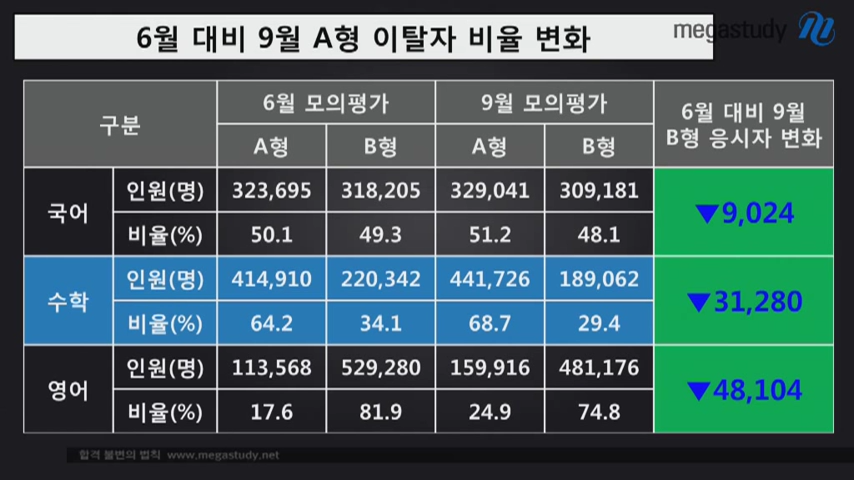 6월 대비 9월 A형 이탈자 비율 변화
megastudy
구분 6월 모의평가 9월 모의평가 6월 대비 9월
B형 응시자 변화
A형 B형 A형 B형
국어 인원(명) 323,695 318,205 329,041 309,181 ▼9,024
비율(%) 50.1 49.3 51.2 48.1
수학 인원(명) 414,910 220,342 441,726 189,062 ▼31,280
비율(%) 64.2 34.1 68.7 29.4
영어 인원(명) 113,568 529,280 159,916 481,176 ▼48,104
비율(%) 17.6 81.9 24.9 74.8
합격 불변의 법칙 www.megastudy.net